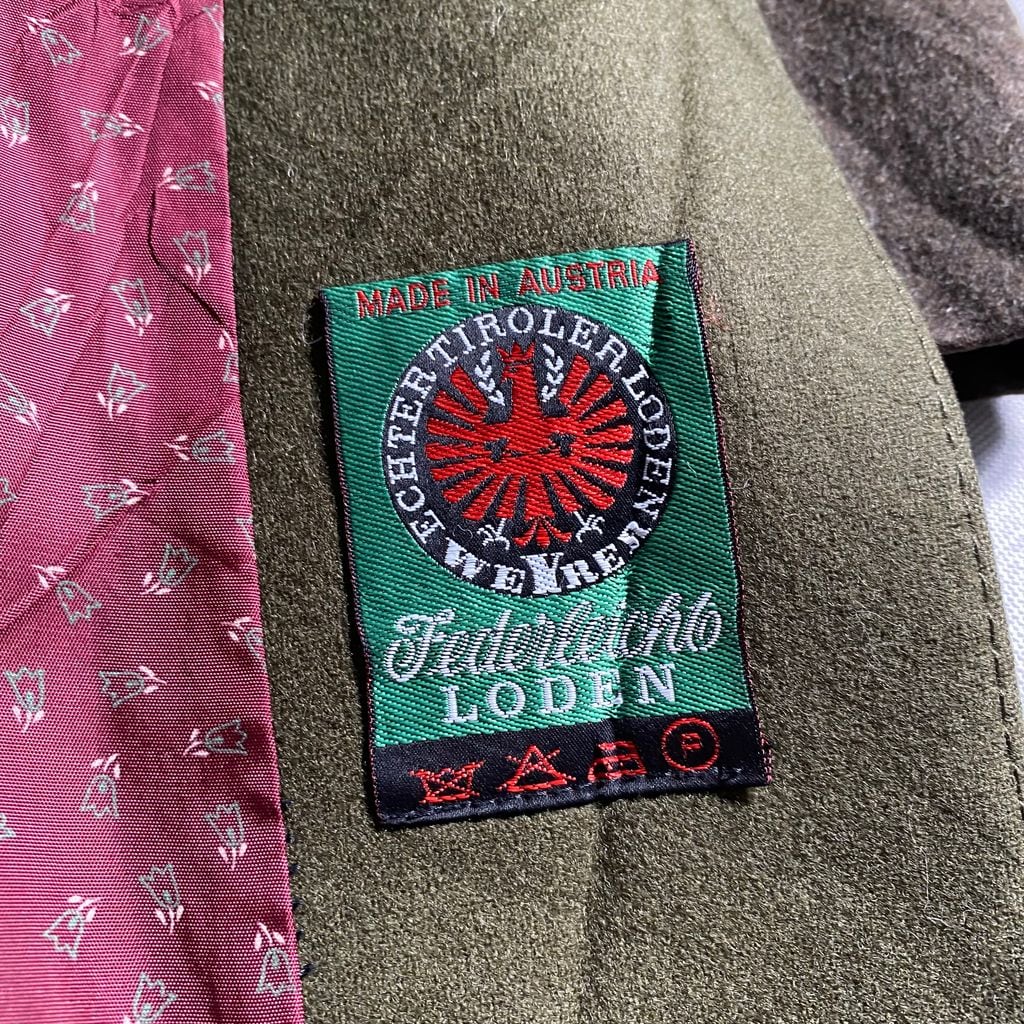 MADE IN AUSTRIA
ECHTER TIROLER LODEN
WEYRER
Federleicht
LODEN
P